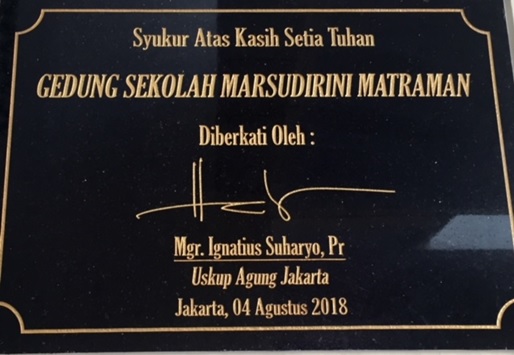 Syukur Atas Kasih Setia Tuhan
GEDUNG SEKOLAH MARSUDIRINI MATRAMAN
Diberkati Oleh :
Mgr. Ignatius Suharyo, Pr
Uskup Agung Jakarta
Jakarta, 04 Agustus 2018